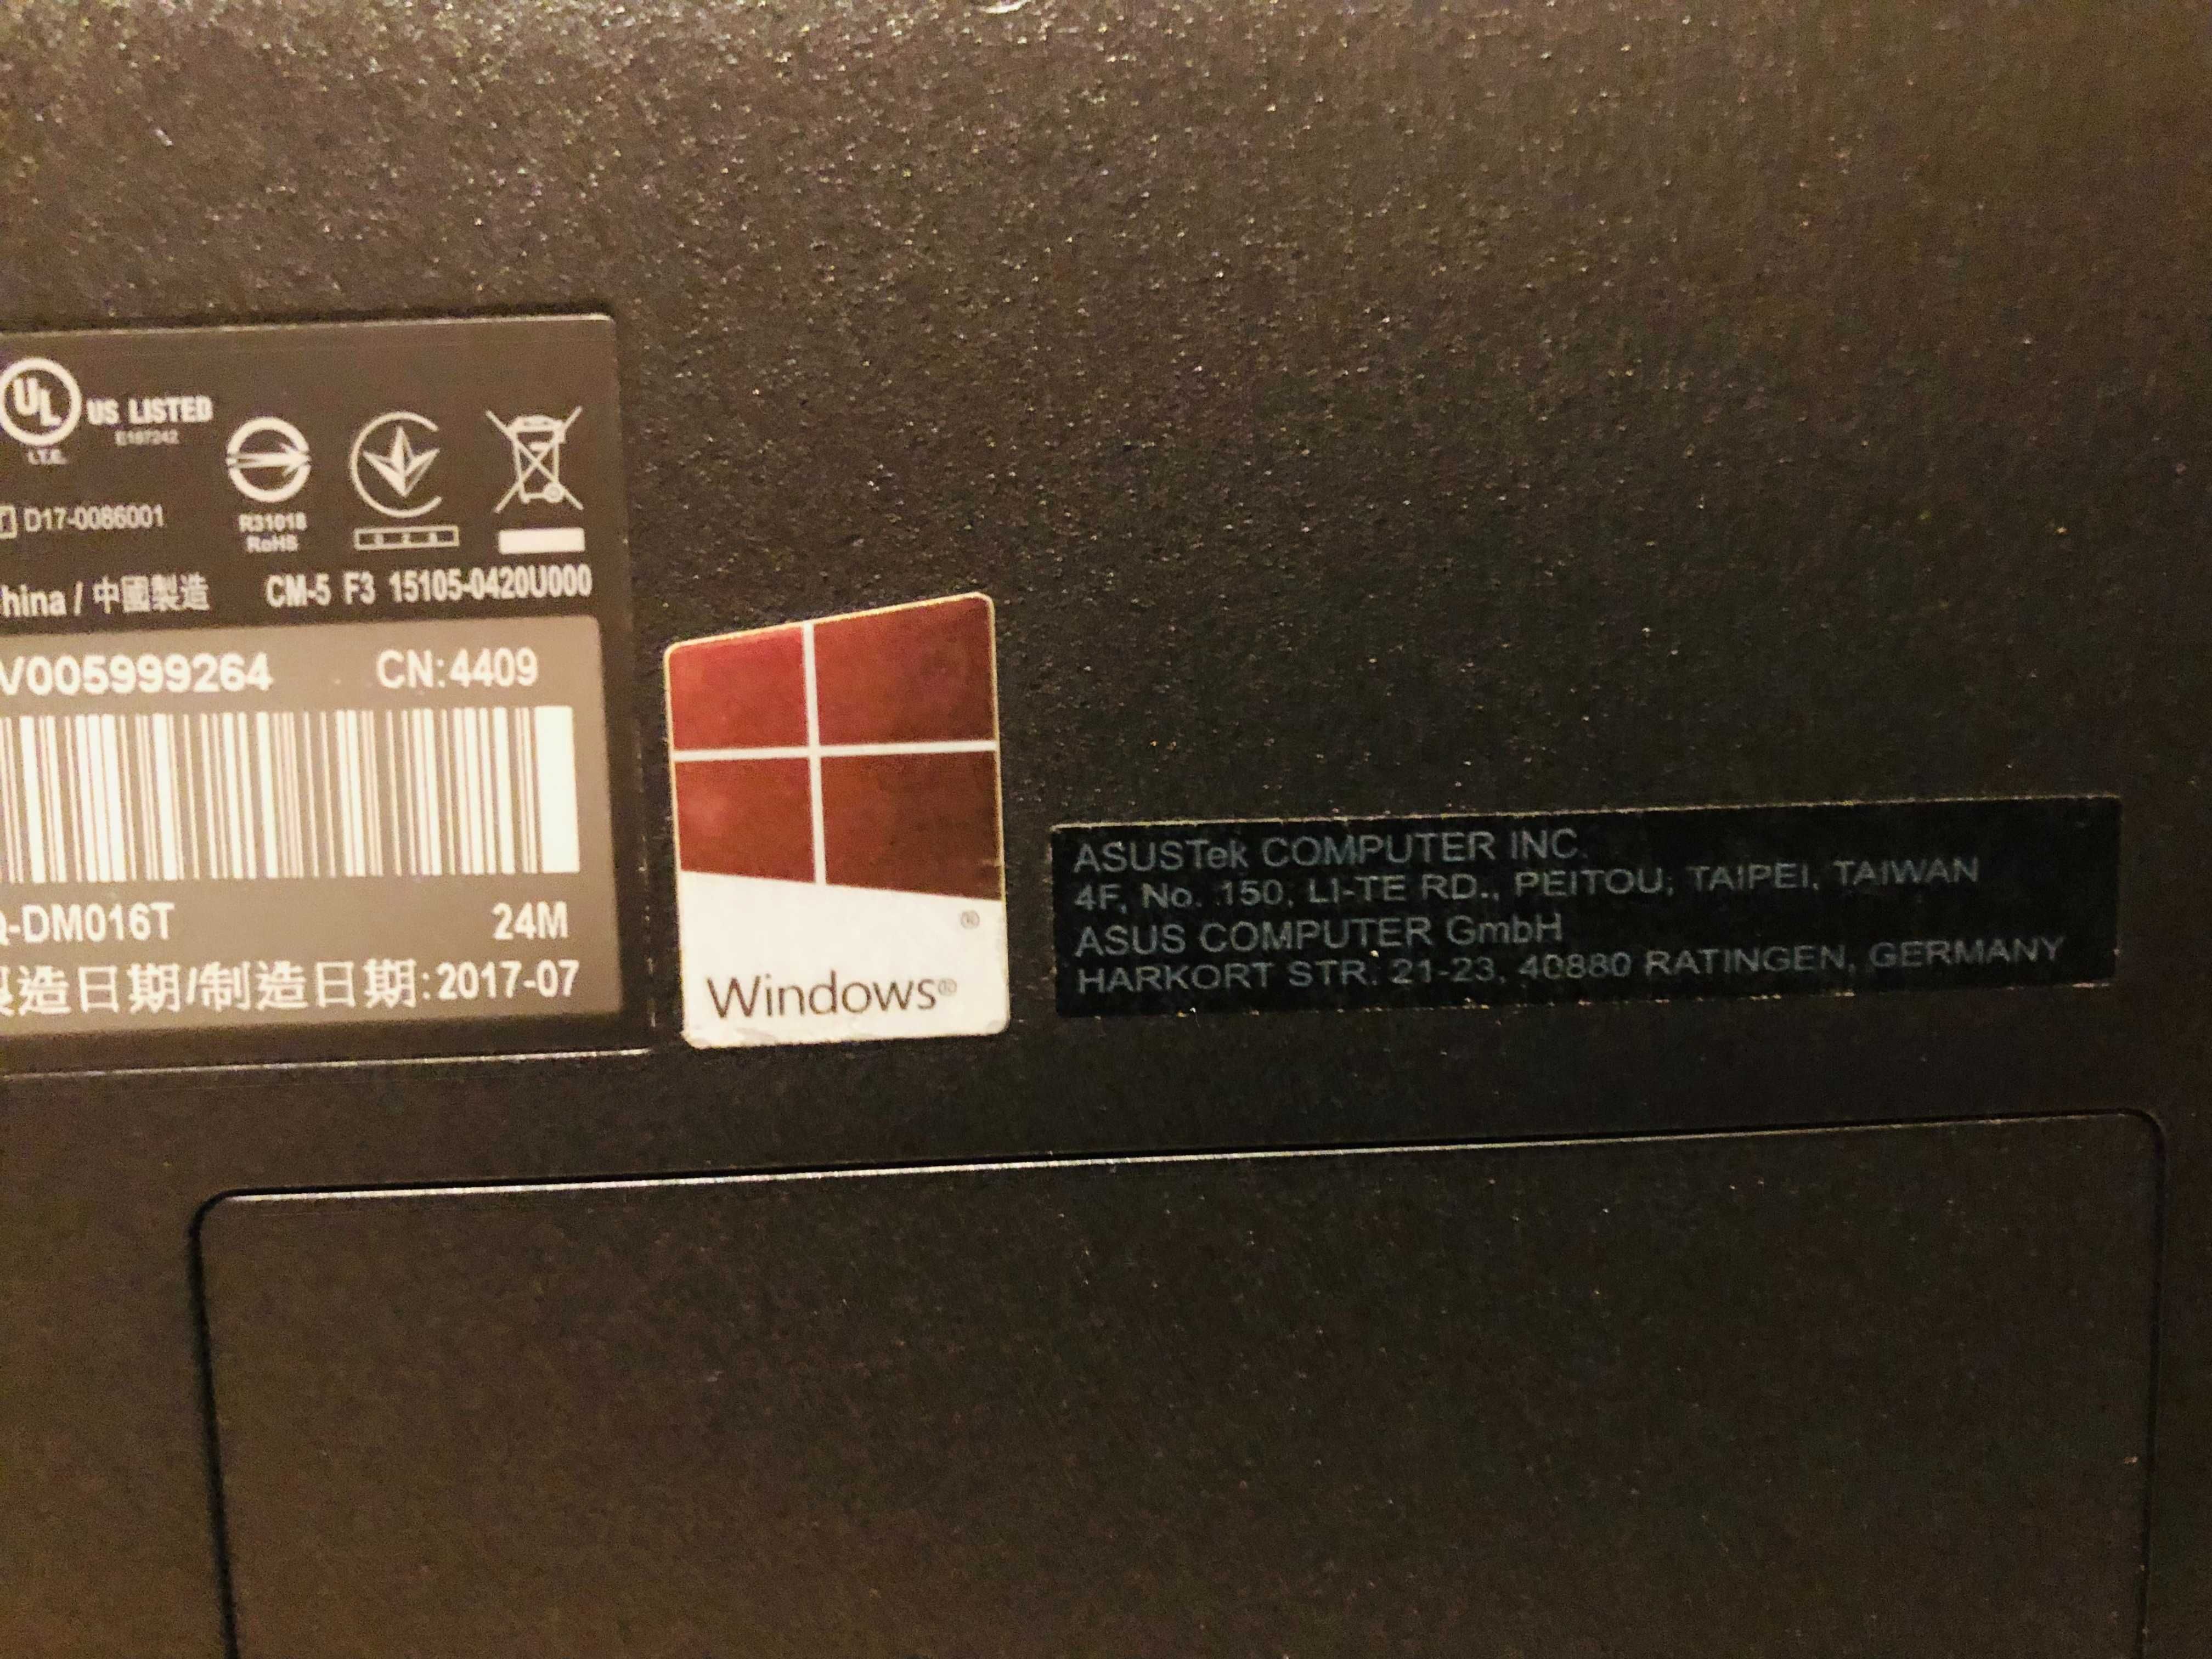 UL US LISTED
E187242
I.T.E.
D17-0086001
R31018
RoHS
hina / 中國製造 CM-5 F3 15105-0420U000
V005999264 CN:4409
Q-DM016T 24M
造日期/制造日期:2017-07
®
Windows®
ASUSTek COMPUTER INC.
4F, No. 150, LI-TE RD., PEITOU, TAIPEI, TAIWAN
ASUS COMPUTER GmbH
HARKORT STR. 21-23, 40880 RATINGEN, GERMANY